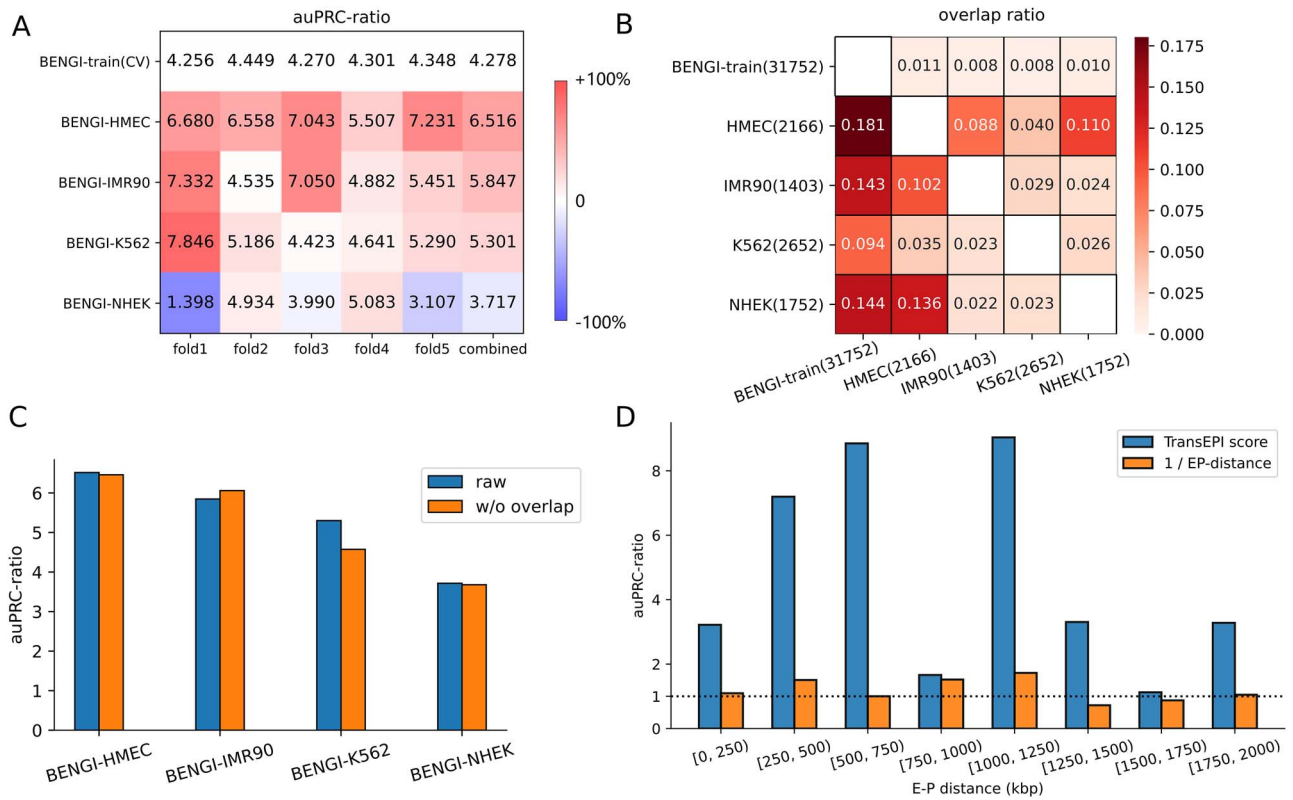 A
auPRC-ratio
BENGI-train(CV) 4.256 4.449 4.270 4.301 4.348 4.278
BENGI-HMEC 6.680 6.558 7.043 5.507 7.231 6.516
BENGI-IMR90 7.332 4.535 7.050 4.882 5.451 5.847
BENGI-K562 7.846 5.186 4.423 4.641 5.290 5.301
BENGI-NHEK 1.398 4.934 3.990 5.083 3.107 3.717
fold1 fold2 fold3 fold4 fold5 combined
+100%
0
-100%
B
overlap ratio
BENGI-train(31752) 0.011 0.008 0.008 0.010
HMEC(2166) 0.181 0.088 0.040 0.110
IMR90(1403) 0.143 0.102 0.029 0.024
K562(2652) 0.094 0.035 0.023 0.026
NHEK(1752) 0.144 0.136 0.022 0.023
BENGI-train(31752) HMEC(2166) IMR90(1403) K562(2652) NHEK(1752)
0.175
0.150
0.125
0.100
0.075
0.050
0.025
0.000
C
auPRC-ratio
6
5
4
3
2
1
0
raw
w/o overlap
BENGI-HMEC BENGI-IMR90 BENGI-K562 BENGI-NHEK
D
auPRC-ratio
8
6
4
2
1
0
TransEPI score
1 / EP-distance
[0, 250) [250, 500) [500, 750) [750, 1000) [1000, 1250) [1250, 1500) [1500, 1750) [1750, 2000)
E-P distance (kbp)